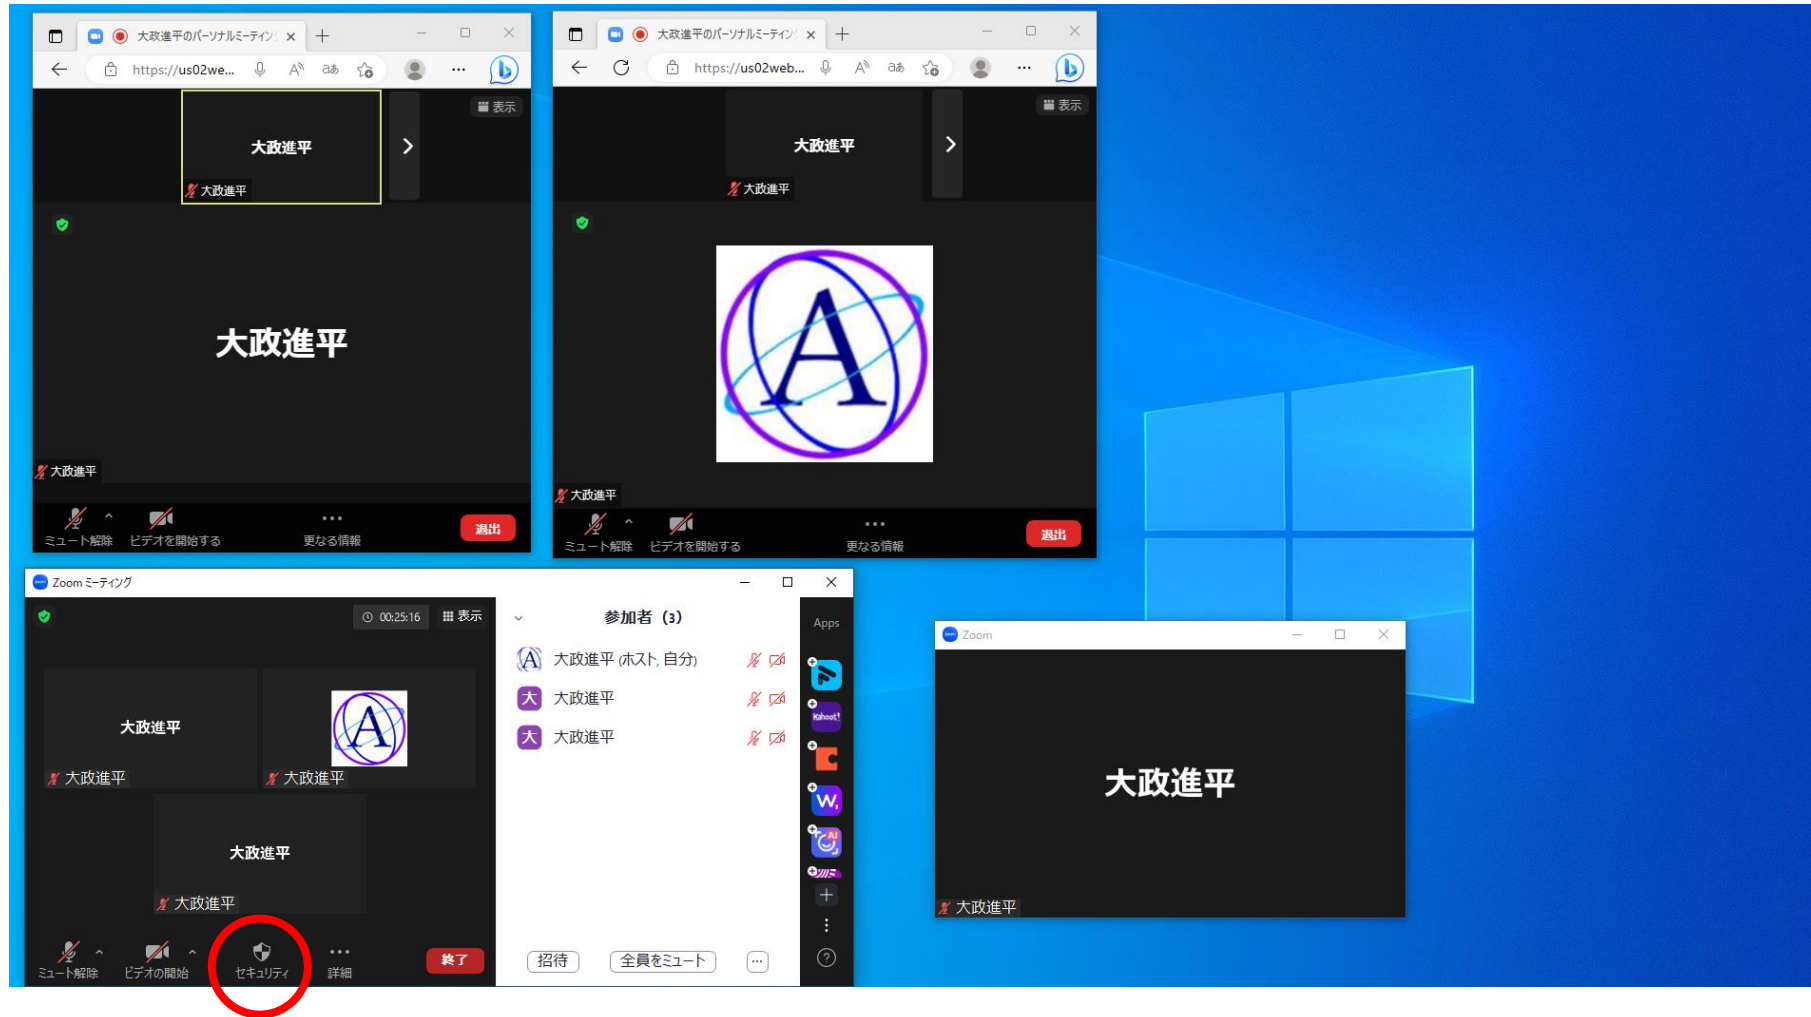 大政進平のパーソナルミーティン
https://us02we...
A
aあ
表示
大政進平
大政進平
大政進平
大政進平
ミュート解除
ビデオを開始する
更なる情報
退出
大政進平のパーソナルミーティン
https://us02web...
A
aあ
表示
大政進平
大政進平
A
大政進平
ミュート解除
ビデオを開始する
更なる情報
退出
Zoom ミーティング
00:25:16
表示
大政進平
大政進平
A
大政進平
大政進平
大政進平
ミュート解除
ビデオの開始
セキュリティ
詳細
終了
参加者 (3)
A 大政進平 (ホスト, 自分)
大 大政進平
大 大政進平
招待
全員をミュート
...
Apps
Kahoot!
W,
AI
Zoom
大政進平
大政進平